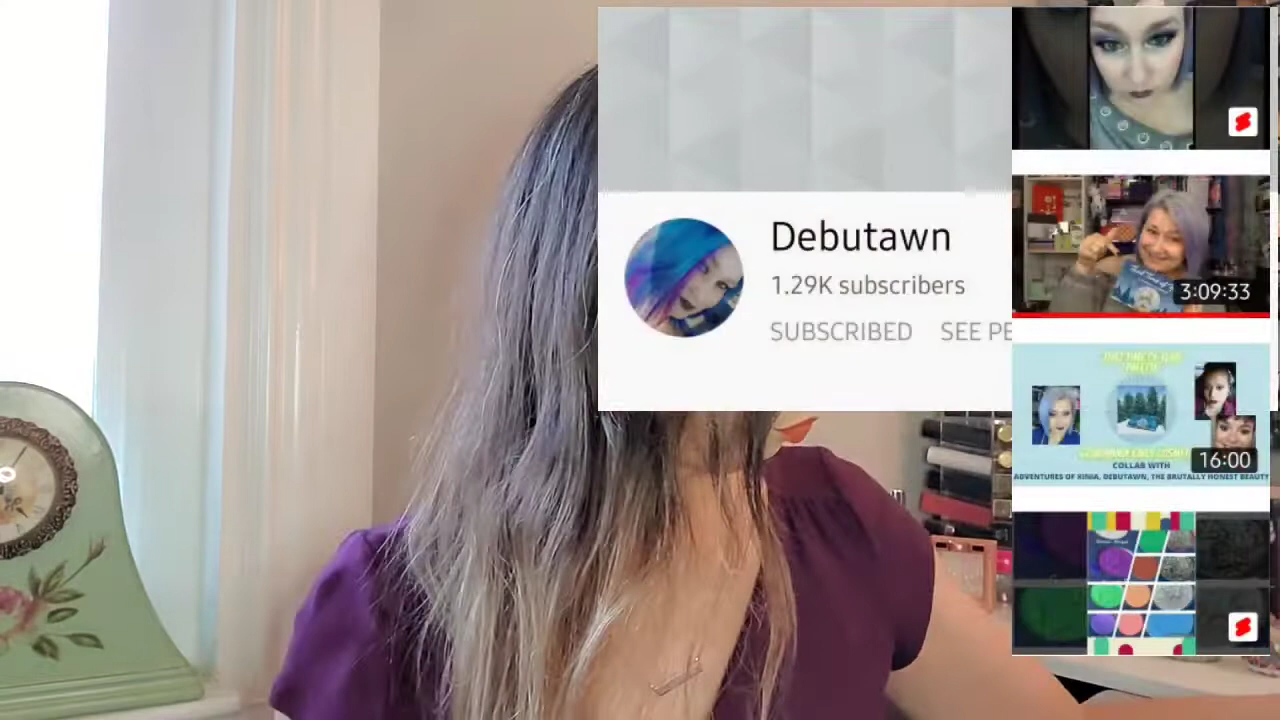 Debutawn
1.29K subscribers
SUBSCRIBED SEE PE
3:09:33
16:00
COLLAB WITH
ADVENTURES OF XINIA, DEBUTAWN, THE BRUTALLY HONEST BEAUTY